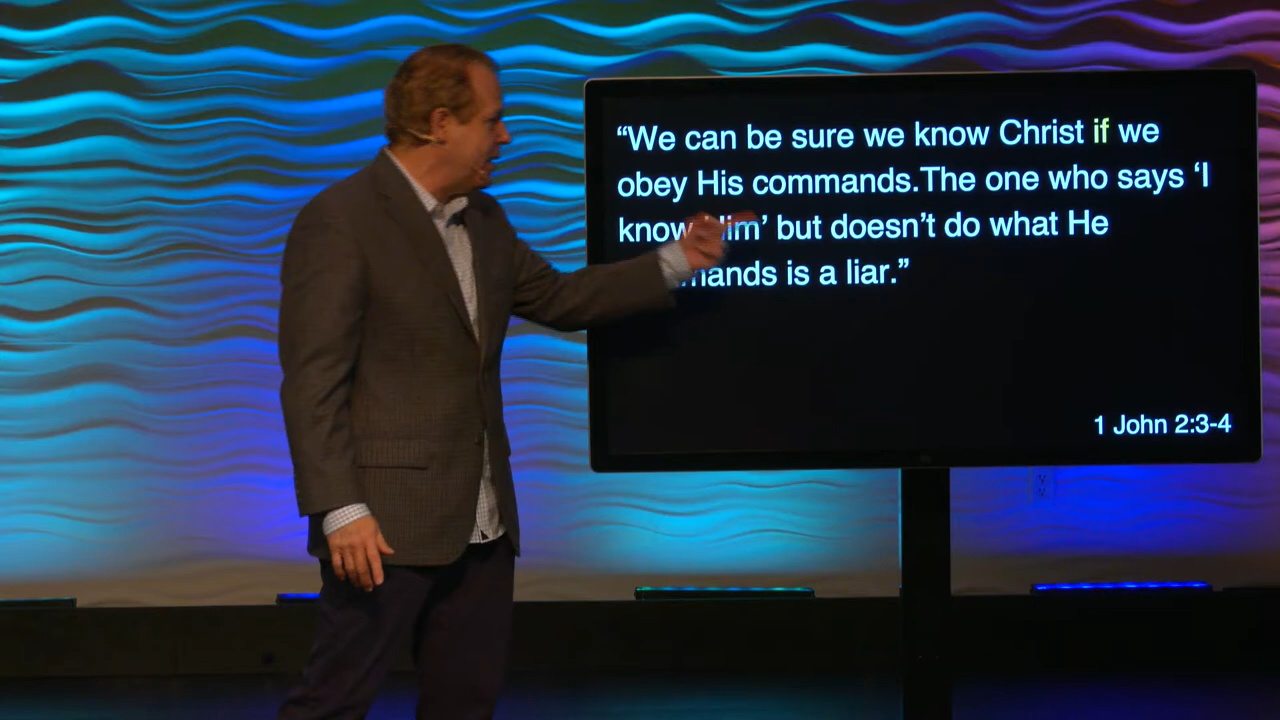 “We can be sure we know Christ if we
obey His commands.The one who says ‘I
know Him’ but doesn’t do what He
is a liar.”
1 John 2:3-4